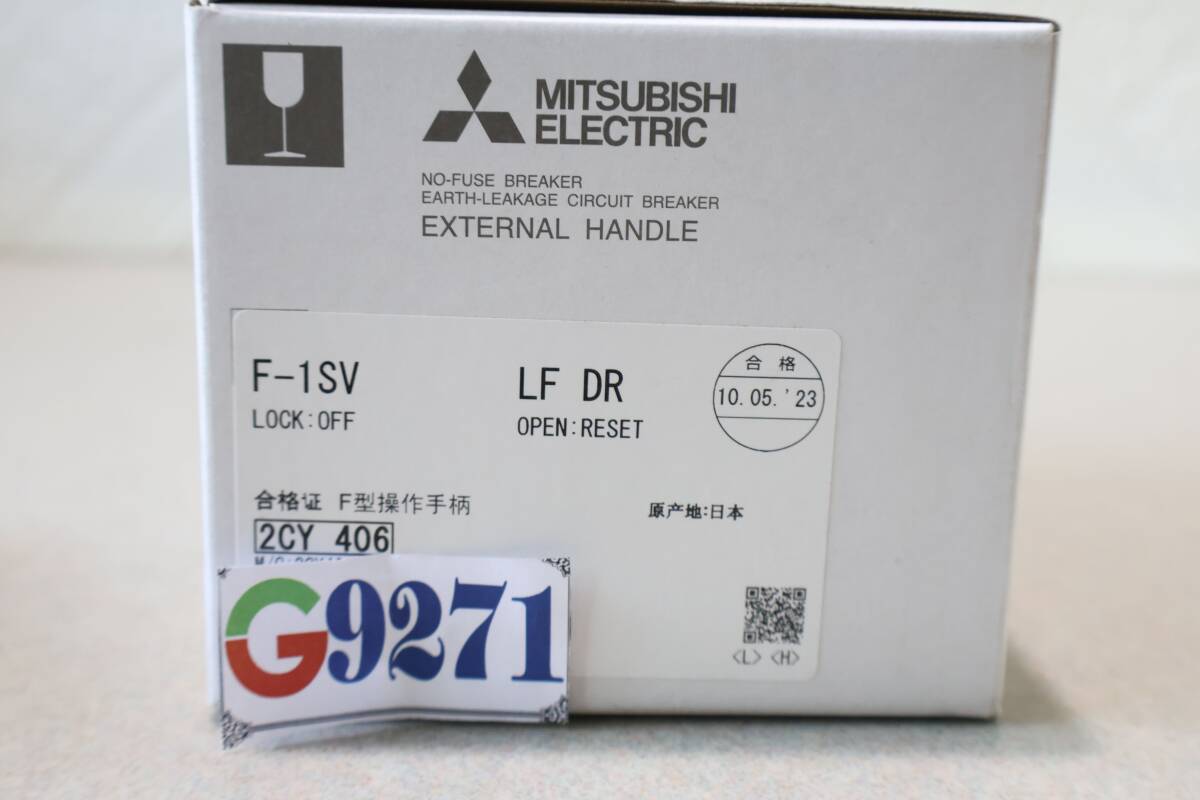 MITSUBISHI
ELECTRIC
NO-FUSE BREAKER
EARTH-LEAKAGE CIRCUIT BREAKER
EXTERNAL HANDLE
F-1SV
LF DR
LOCK:OFF
OPEN:RESET
合格
10.05.'23
合格证 F型操作手柄
原产地:日本
2CY 406
G9271
<L> <H>